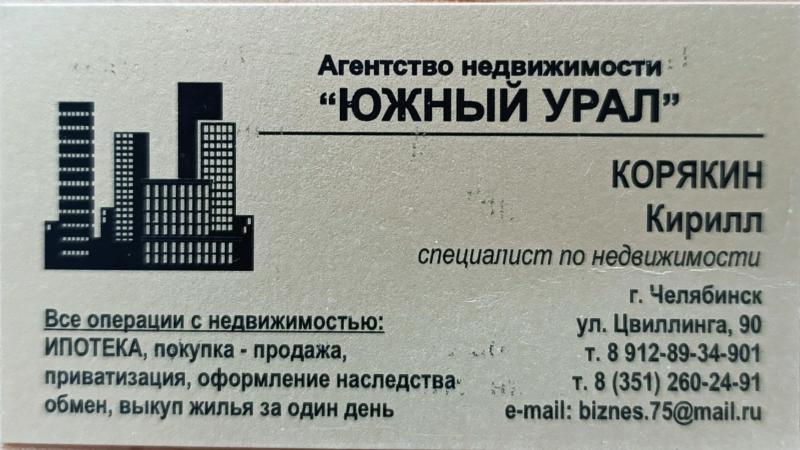 Агентство недвижимости
“ЮЖНЫЙ УРАЛ”
КОРЯКИН
Кирилл
специалист по недвижимости
г. Челябинск
ул. Цвиллинга, 90
т. 8 912-89-34-901
т. 8 (351) 260-24-91
e-mail: biznes.75@mail.ru
Все операции с недвижимостью:
ИПОТЕКА, покупка - продажа,
приватизация, оформление наследства
обмен, выкуп жилья за один день